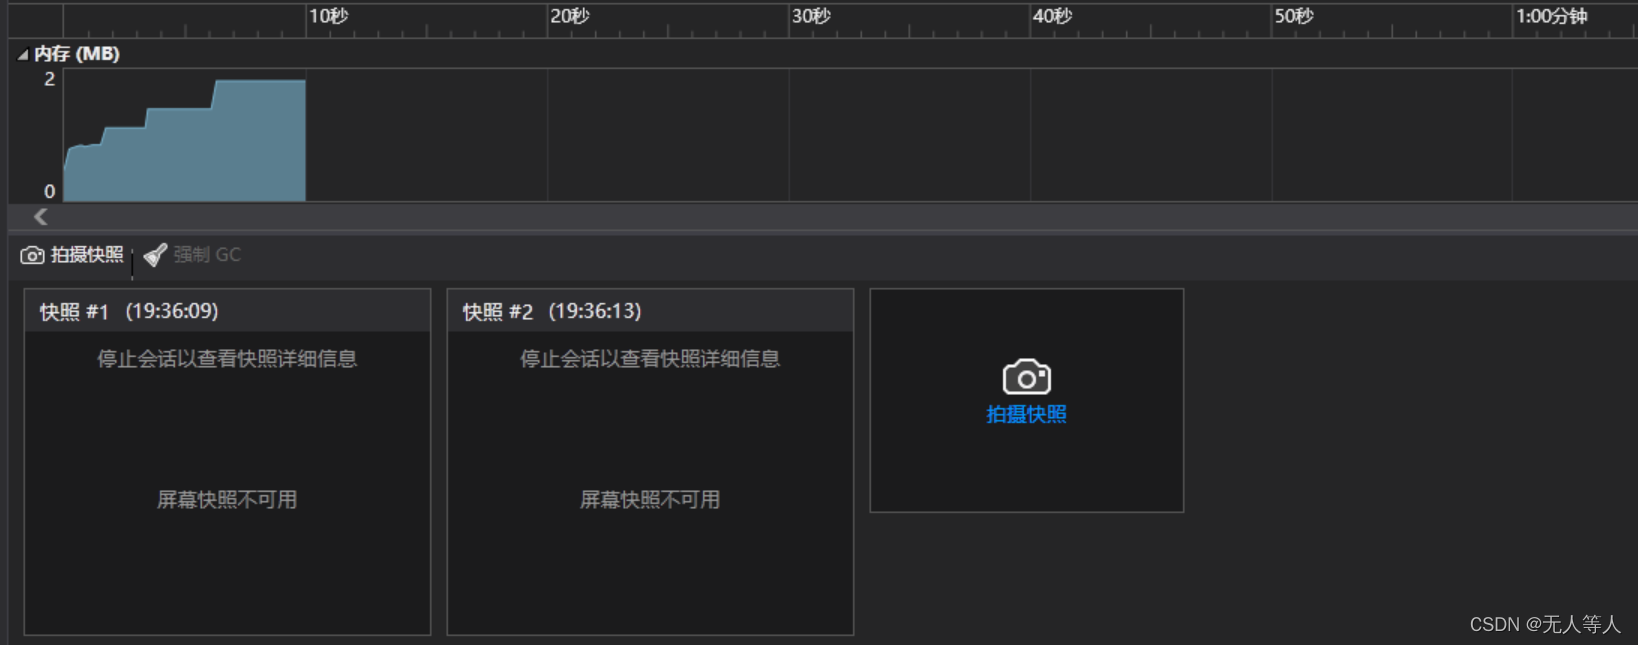 10秒 20秒 30秒 40秒 50秒 1:00分钟
内存 (MB)
2
0
拍摄快照 强制 GC
快照 #1 (19:36:09) 快照 #2 (19:36:13)
停止会话以查看快照详细信息 停止会话以查看快照详细信息
拍摄快照
屏幕快照不可用 屏幕快照不可用
CSDN @无人等人